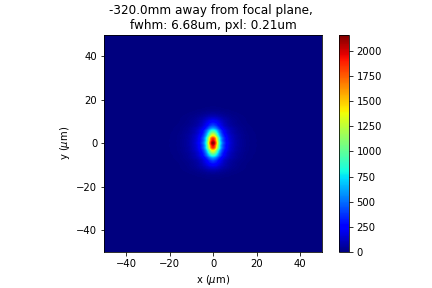 -320.0mm away from focal plane,
fwhm: 6.68um, pxl: 0.21um
40
20
0
−20
−40
y (μm)
−40 −20 0 20 40
x (μm)
2000
1750
1500
1250
1000
750
500
250
0